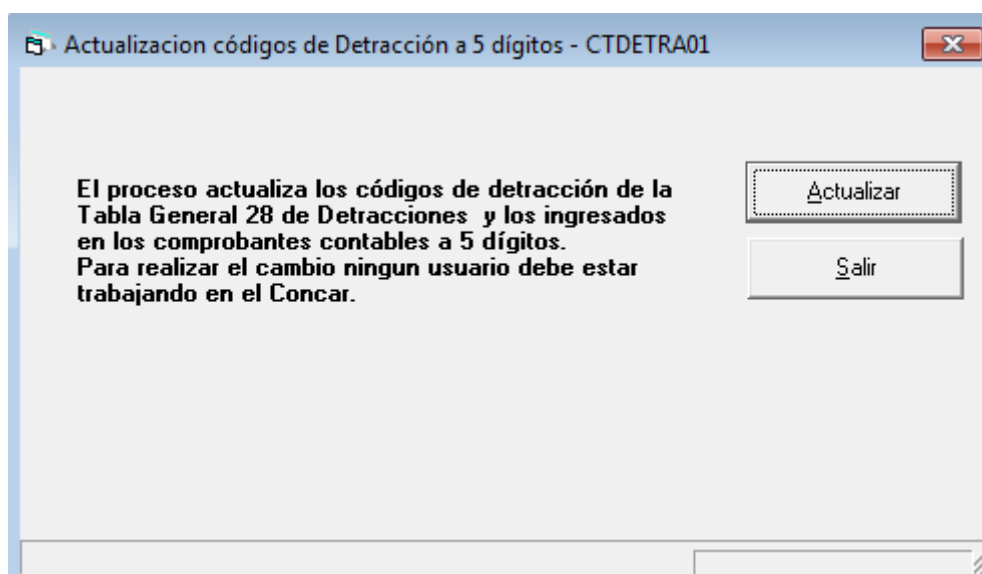 Actualizacion códigos de Detracción a 5 dígitos - CTDETRA01
El proceso actualiza los códigos de detracción de la
Tabla General 28 de Detracciones y los ingresados
en los comprobantes contables a 5 dígitos.
Para realizar el cambio ningun usuario debe estar
trabajando en el Concar.
Actualizar
Salir